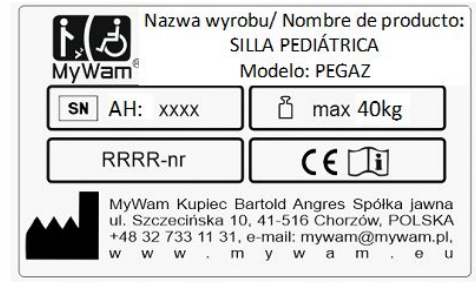 Nazwa wyrobu/ Nombre de producto:
SILLA PEDIÁTRICA
Modelo: PEGAZ
MyWam®
SN AH: xxxx
max 40kg
RRRR-nr
CE i
MyWam Kupiec Bartold Angres Spółka jawna
ul. Szczecińska 10, 41-516 Chorzów, POLSKA
+48 32 733 11 31, e-mail: mywam@mywam.pl,
w w w . m y w a m . e u